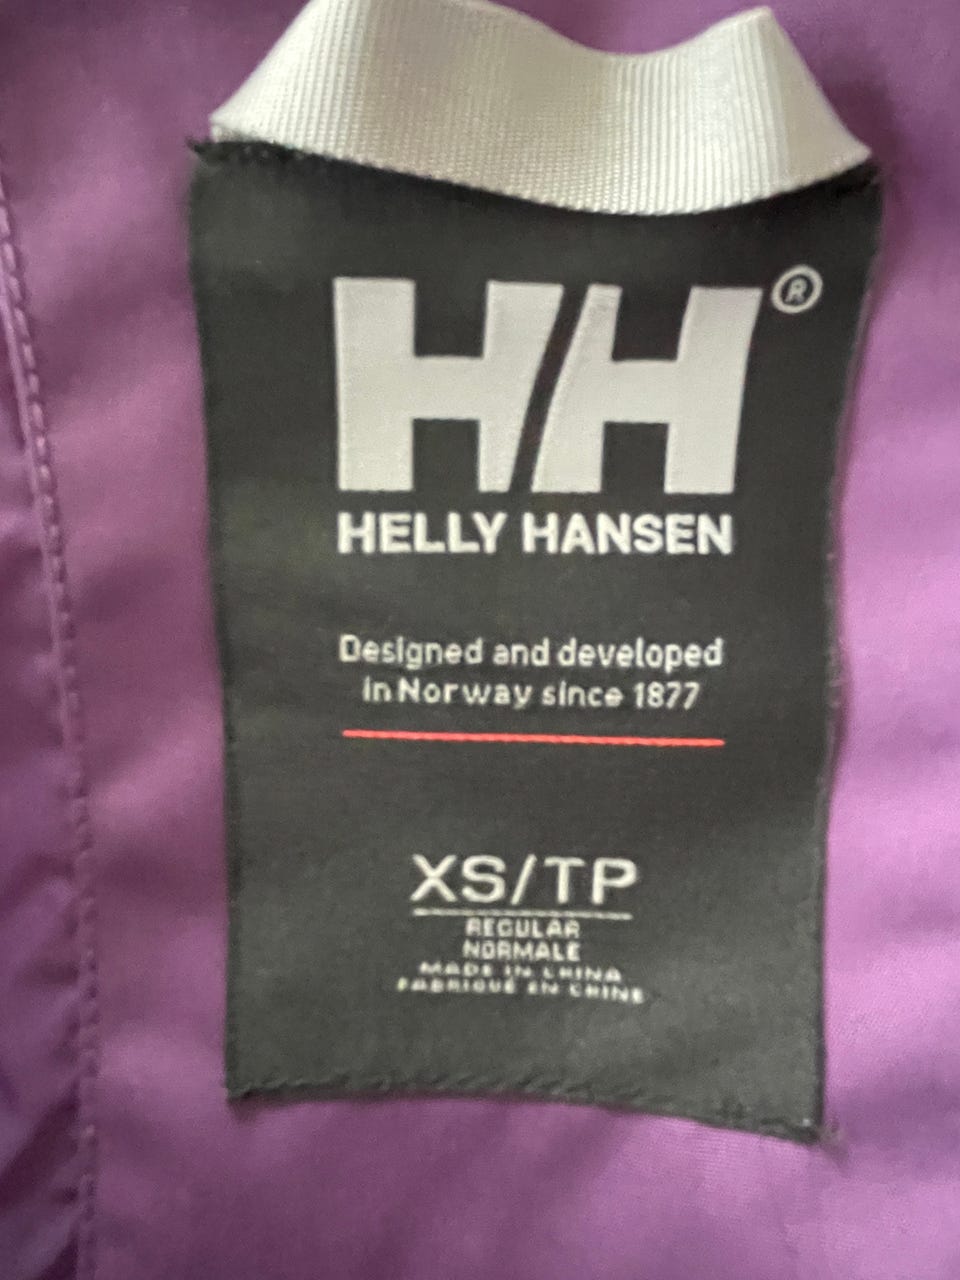 HH®
HELLY HANSEN
Designed and developed
in Norway since 1877
XS/TP
REGULAR
NORMALE
MADE IN CHINA
FABRIQUÉ EN CHINE